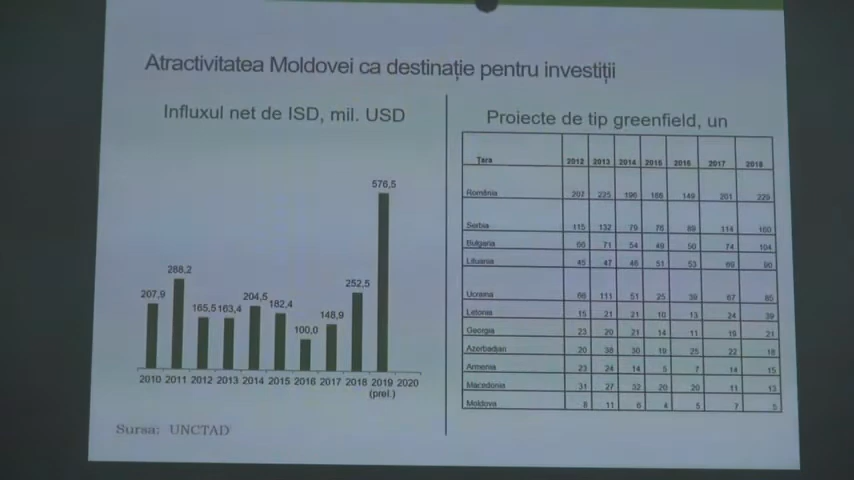 Atractivitatea Moldovei ca destinație pentru investiții
Influxul net de ISD, mil. USD
207,9 288,2 165,5 163,4 204,5 182,4 100,0 148,9 252,5 576,5
2010 2011 2012 2013 2014 2015 2016 2017 2018 2019 2020
(prel.)
Sursa: UNCTAD
Proiecte de tip greenfield, un
Țara 2012 2013 2014 2015 2016 2017 2018
România 207 235 196 166 149 201 229
Serbia 115 132 79 76 89 114 160
Bulgaria 66 71 54 49 50 74 104
Lituania 45 47 46 51 53 69
Ucraina 66 111 51 25 39 67 85
Letonia 15 21 21 10 13 24 39
Georgia 23 20 21 14 11 19 21
Azerbadjan 20 38 30 19 25 22 18
Armenia 23 24 14 5 7 14 15
Macedonia 31 27 32 20 20 11 13
Moldova 8 11 6 4 5 7 5